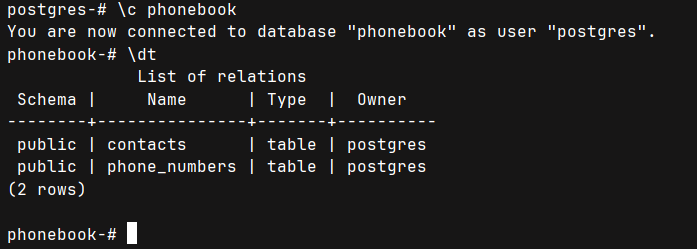 postgres-# \c phonebook
You are now connected to database "phonebook" as user "postgres".
phonebook-# \dt
             List of relations
 Schema |     Name      | Type  |  Owner
--------+---------------+-------+----------
 public | contacts      | table | postgres
 public | phone_numbers | table | postgres
(2 rows)

phonebook-#